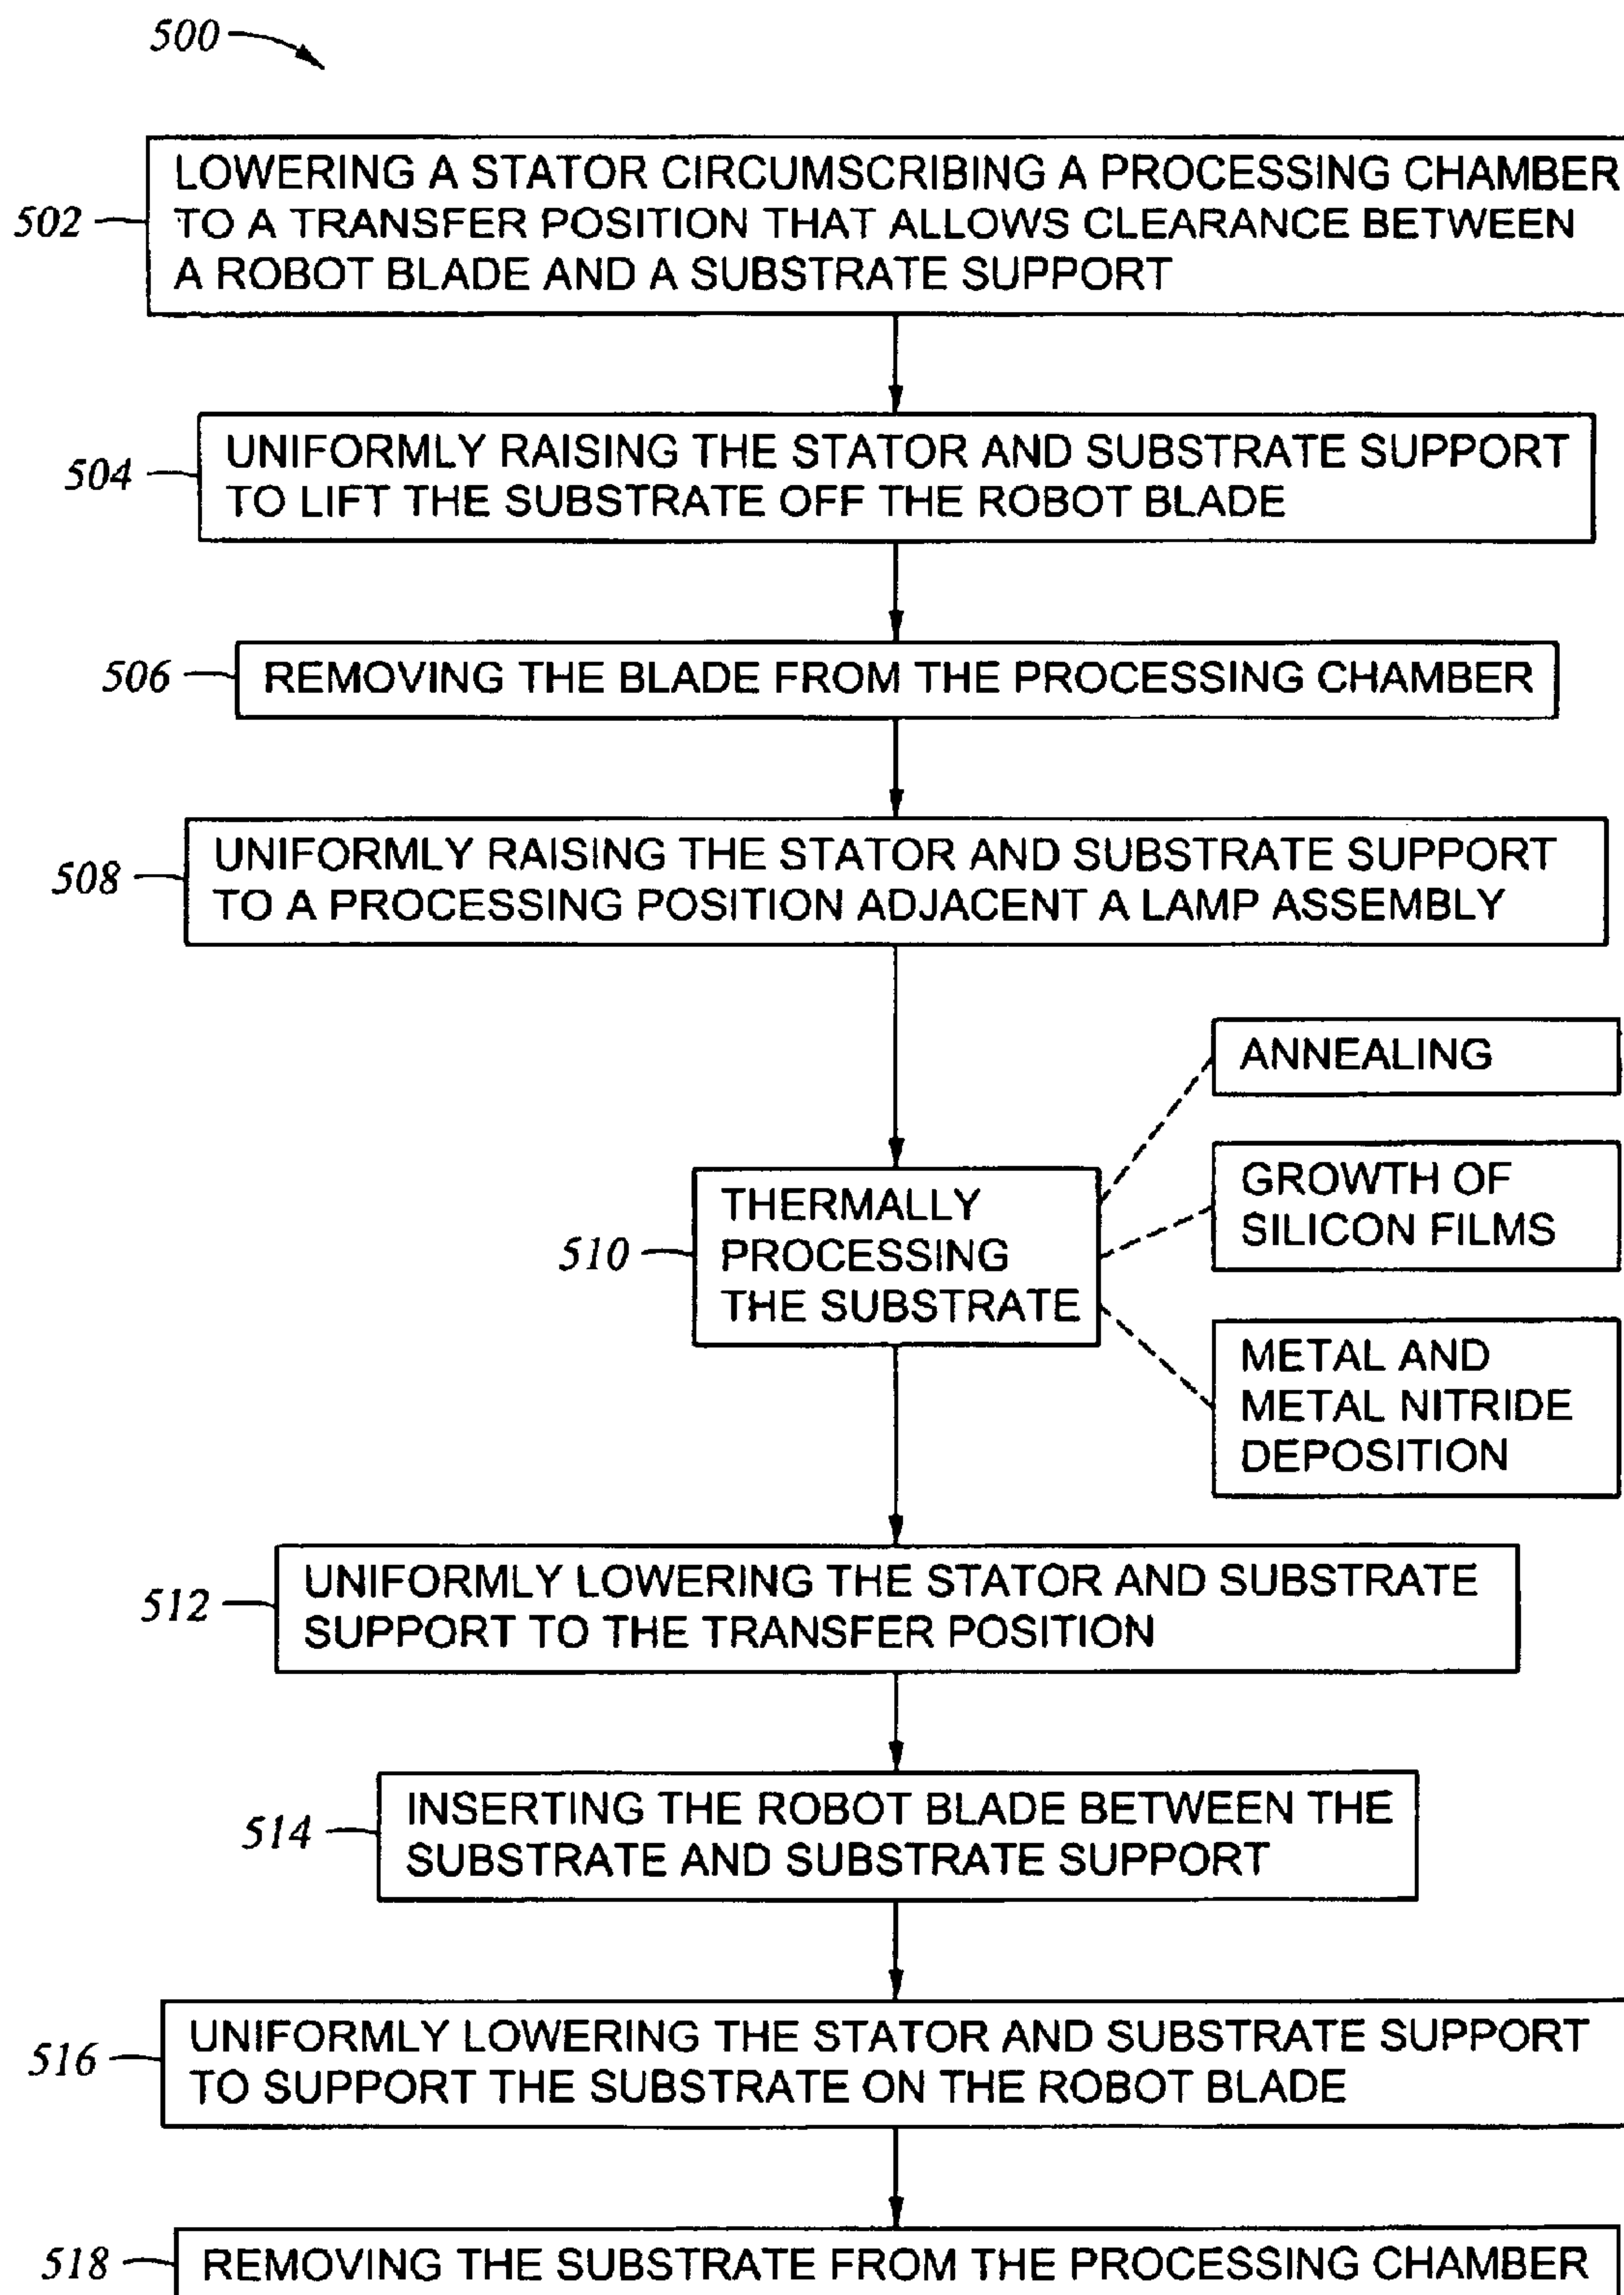 500
502
LOWERING A STATOR CIRCUMSCRIBING A PROCESSING CHAMBER
TO A TRANSFER POSITION THAT ALLOWS CLEARANCE BETWEEN
A ROBOT BLADE AND A SUBSTRATE SUPPORT
504
UNIFORMLY RAISING THE STATOR AND SUBSTRATE SUPPORT
TO LIFT THE SUBSTRATE OFF THE ROBOT BLADE
506
REMOVING THE BLADE FROM THE PROCESSING CHAMBER
508
UNIFORMLY RAISING THE STATOR AND SUBSTRATE SUPPORT
TO A PROCESSING POSITION ADJACENT A LAMP ASSEMBLY
510
THERMALLY
PROCESSING
THE SUBSTRATE
ANNEALING
GROWTH OF
SILICON FILMS
METAL AND
METAL NITRIDE
DEPOSITION
512
UNIFORMLY LOWERING THE STATOR AND SUBSTRATE
SUPPORT TO THE TRANSFER POSITION
514
INSERTING THE ROBOT BLADE BETWEEN THE
SUBSTRATE AND SUBSTRATE SUPPORT
516
UNIFORMLY LOWERING THE STATOR AND SUBSTRATE SUPPORT
TO SUPPORT THE SUBSTRATE ON THE ROBOT BLADE
518
REMOVING THE SUBSTRATE FROM THE PROCESSING CHAMBER